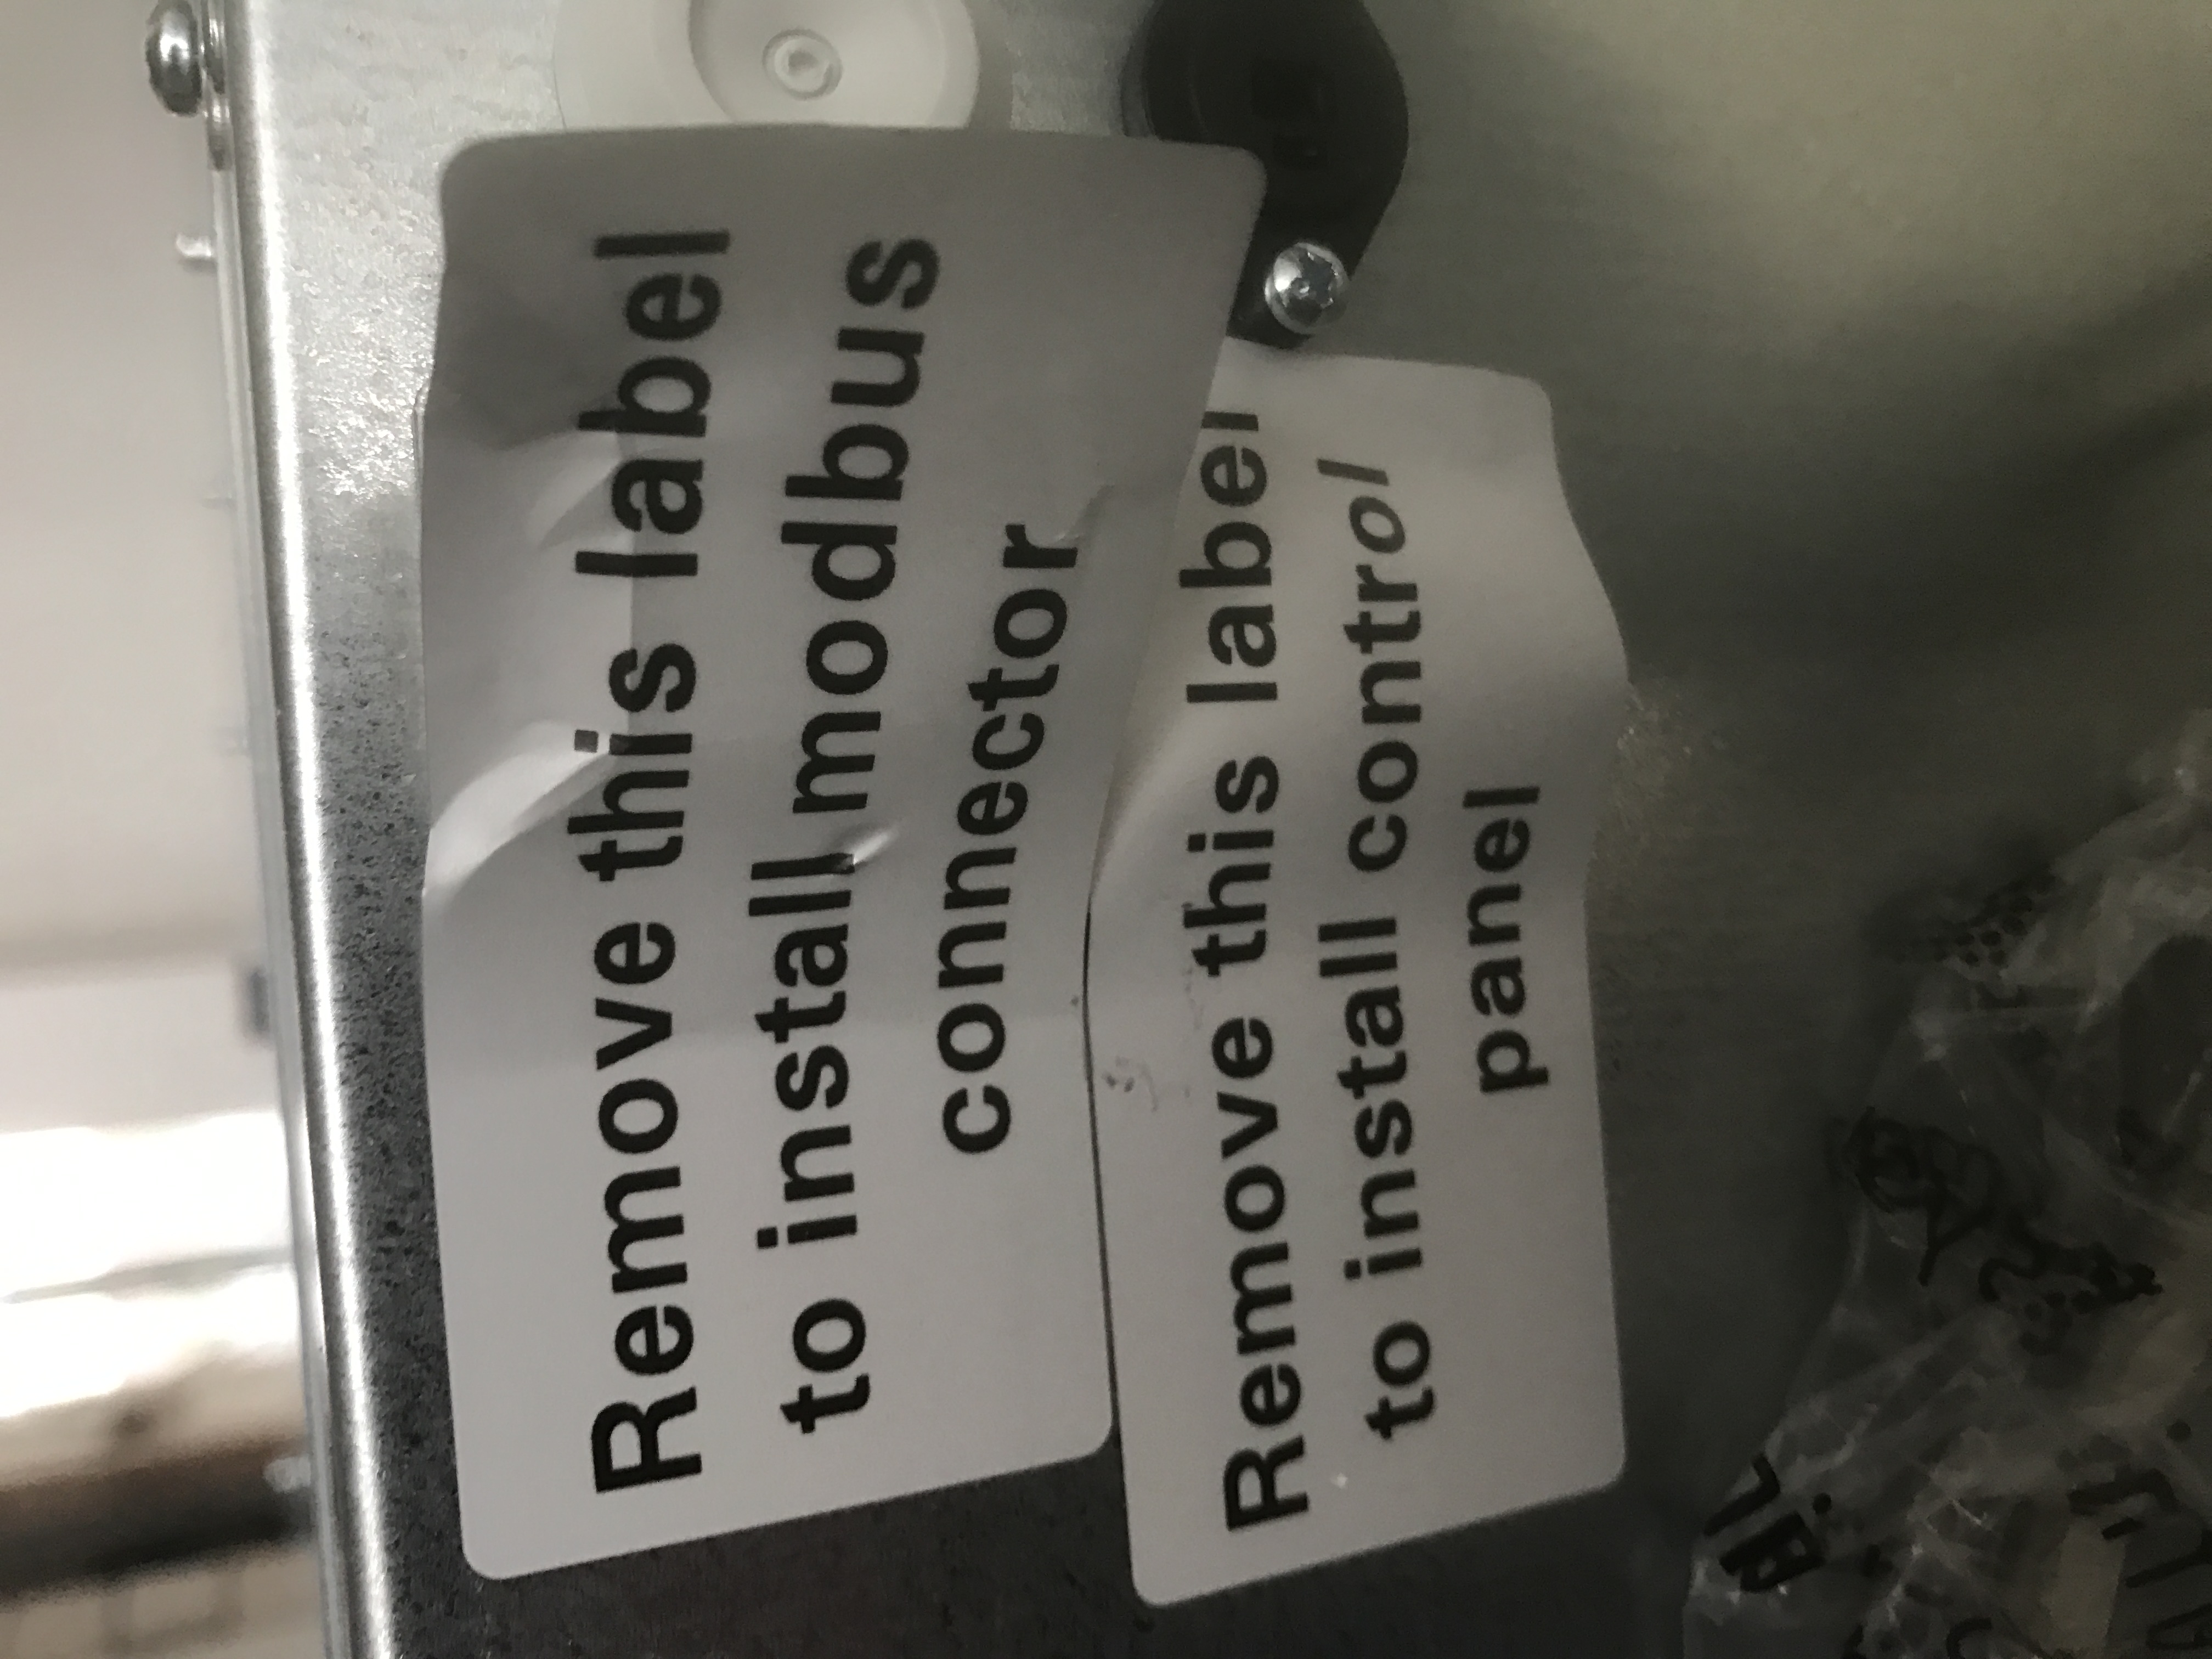 Remove this label
to install modbus
connector
Remove this label
to install control
panel